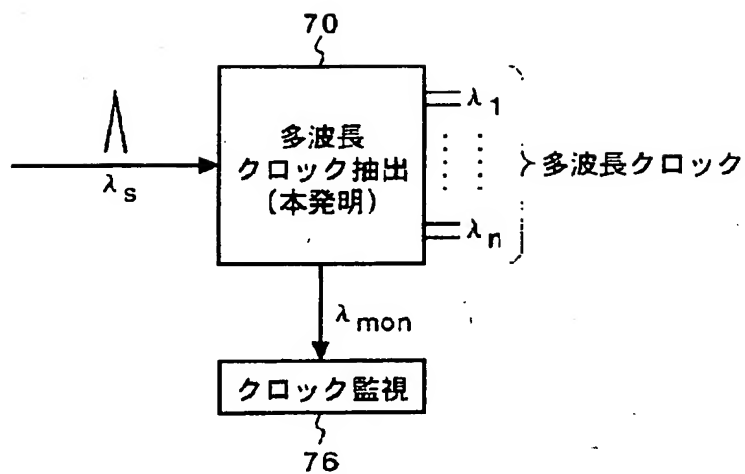 70
多波長
クロック抽出
(本発明)
λs
λ1
λn
多波長クロック
λmon
クロック監視
76